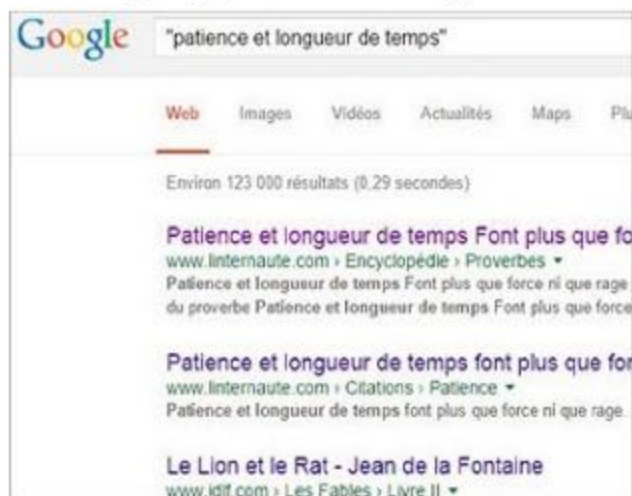 Google "patience et longueur de temps"
Web Images Vidéos Actualités Maps Plu
Environ 123 000 résultats (0,29 secondes)
Patience et longueur de temps Font plus que fo
www.linternaute.com › Encyclopédie › Proverbes ▼
Patience et longueur de temps Font plus que force ni que rage
du proverbe Patience et longueur de temps Font plus que force
Patience et longueur de temps font plus que for
www.linternaute.com › Citations › Patience ▼
Patience et longueur de temps font plus que force ni que rage.
Le Lion et le Rat - Jean de la Fontaine
www.jdlf.com › Les Fables › Livre II ▼